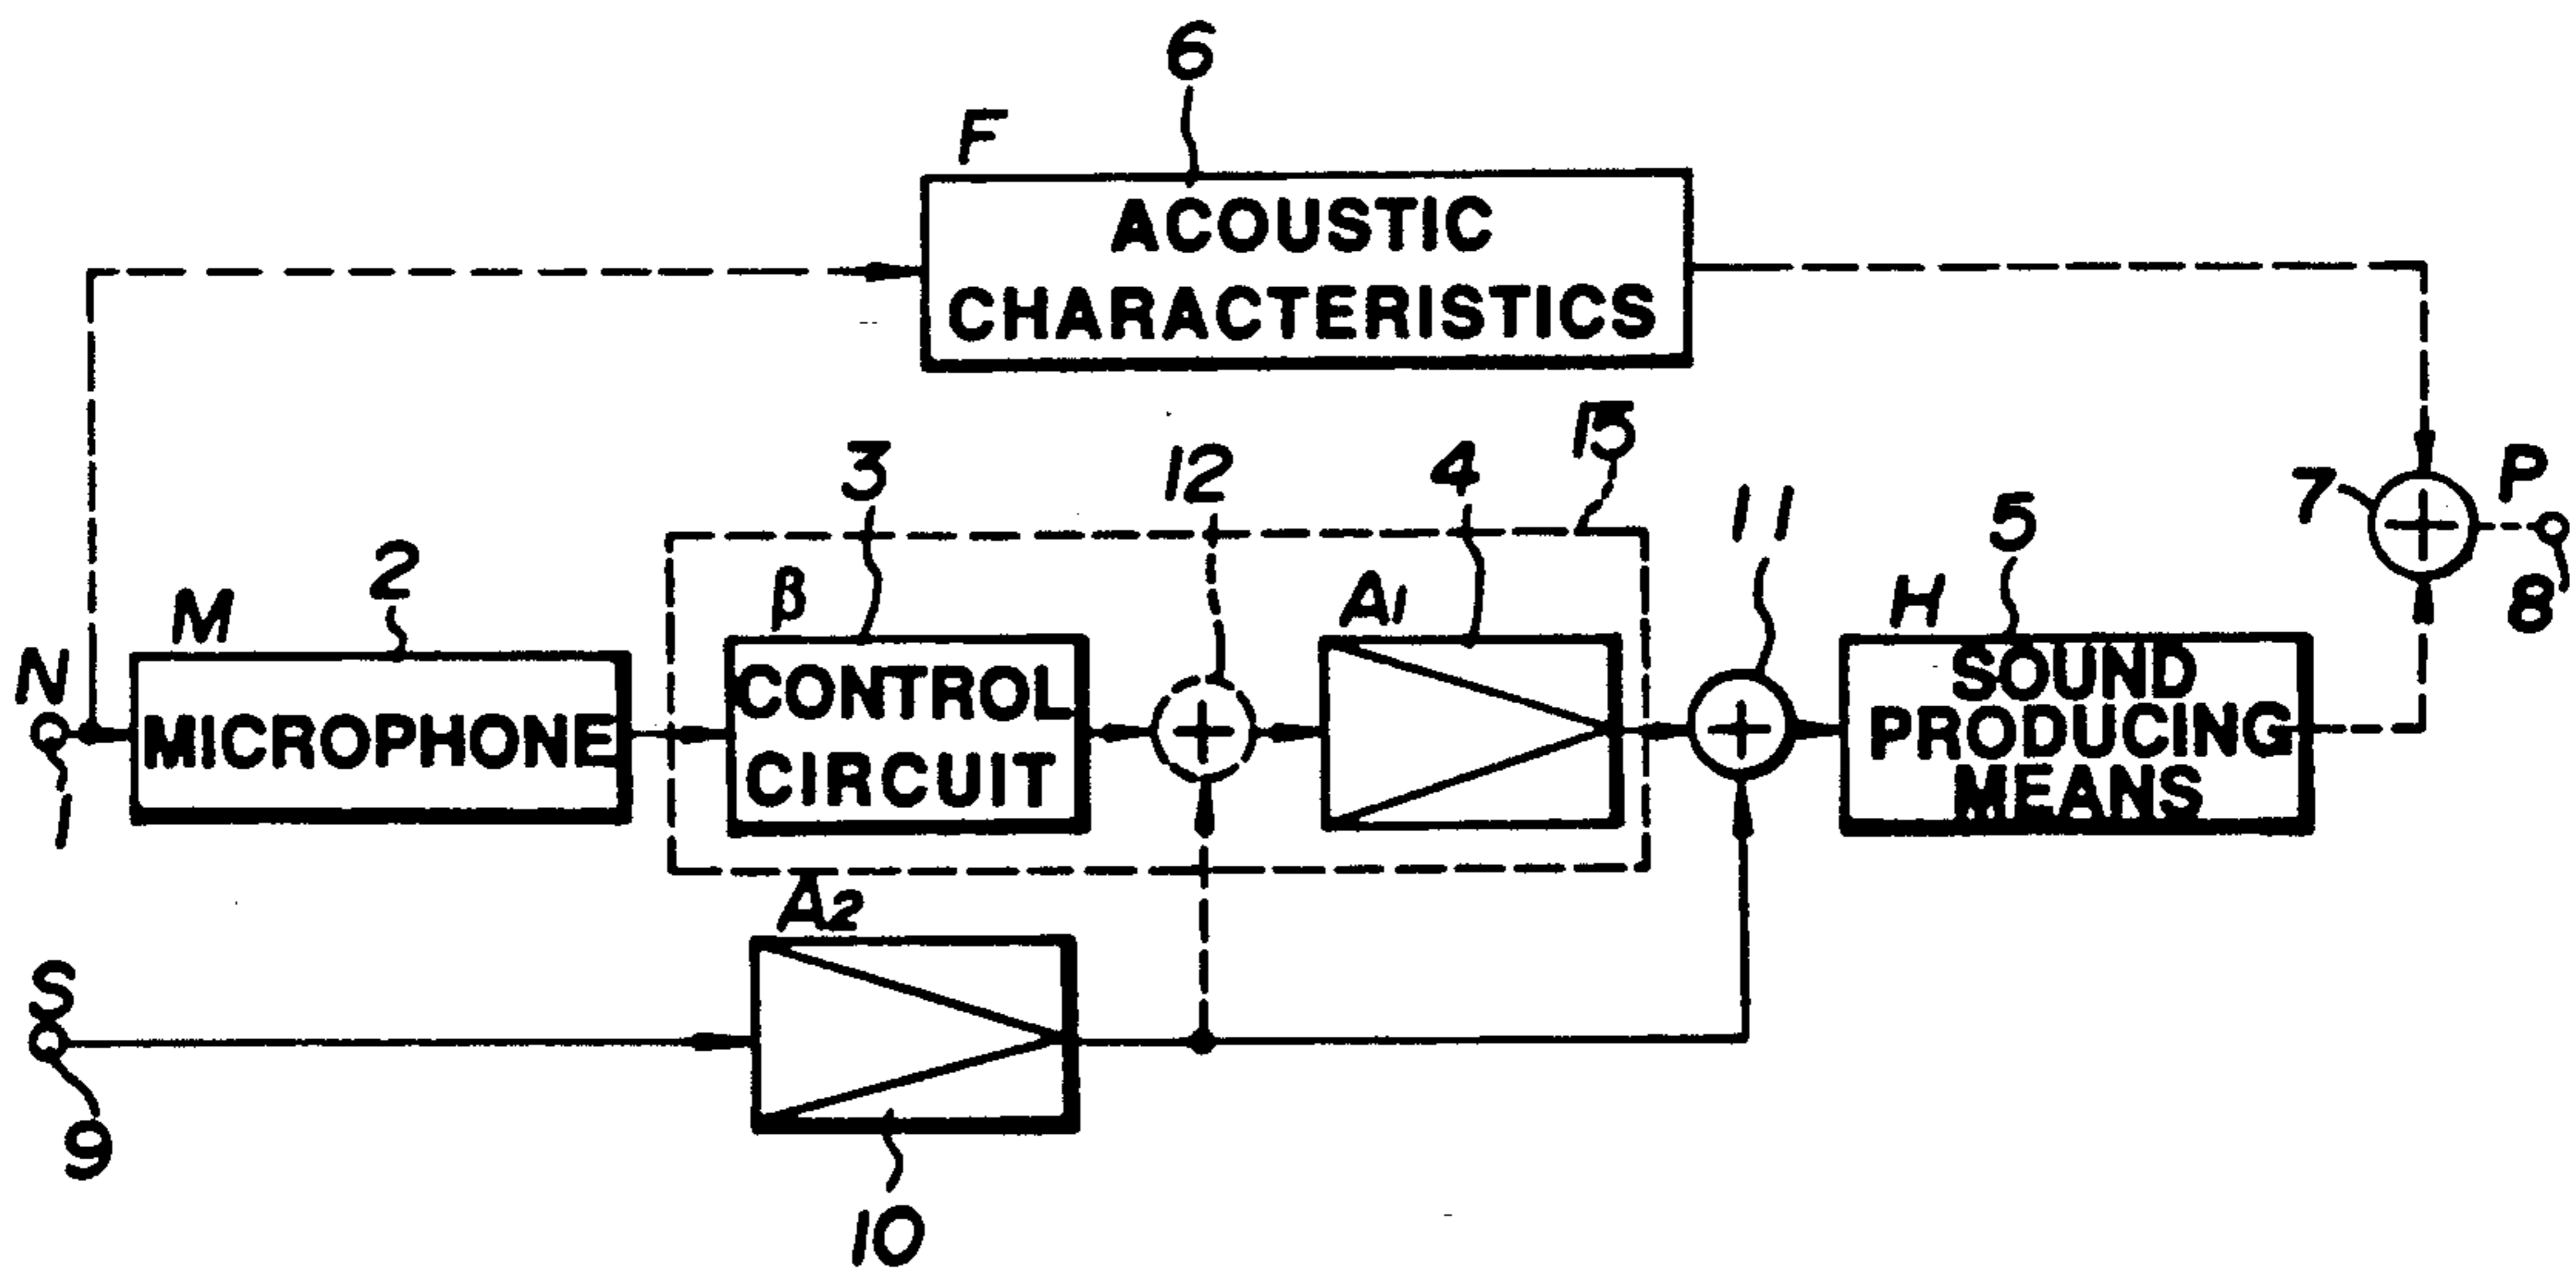 6
F
ACOUSTIC
CHARACTERISTICS
15
3
12
4
11
5
7
P
8
M
2
β
A1
H
N
MICROPHONE
CONTROL
CIRCUIT
SOUND
PRODUCING
MEANS
1
A2
S
9
10